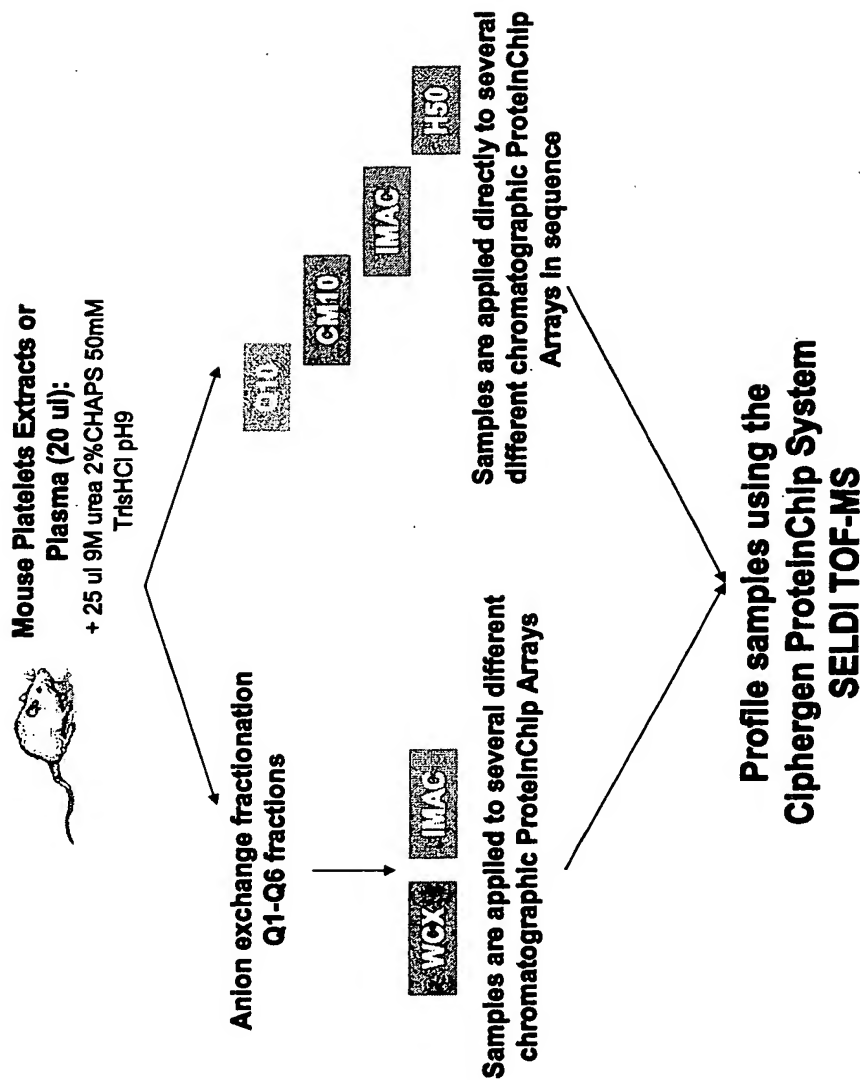 Mouse Platelets Extracts or
Plasma (20 ul):
+ 25 ul 9M urea 2%CHAPS 50mM
TrisHCl pH9
Anion exchange fractionation
Q1-Q6 fractions
WCX
IMAC
Samples are applied to several different
chromatographic ProteinChip Arrays
Q10
CM10
IMAC
H50
Samples are applied directly to several
different chromatographic ProteinChip
Arrays in sequence
Profile samples using the
Ciphergen ProteinChip System
SELDI TOF-MS